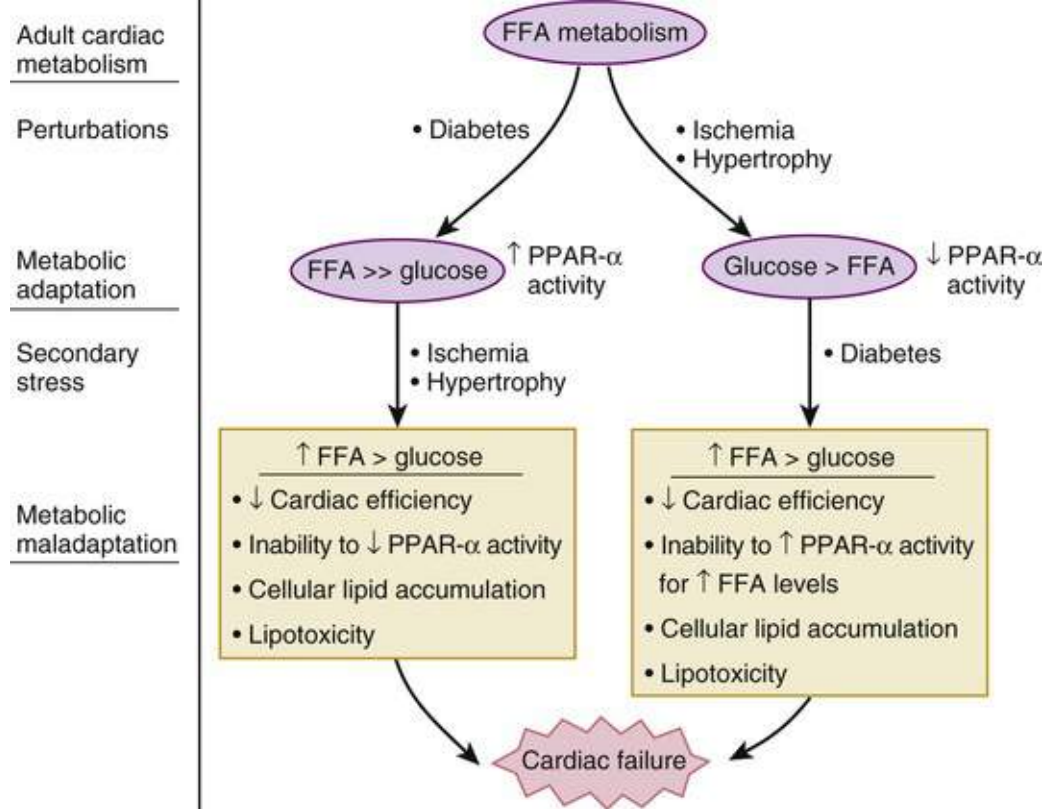 Adult cardiac
metabolism
FFA metabolism
Perturbations
• Diabetes
• Ischemia
• Hypertrophy
Metabolic
adaptation
FFA >> glucose
↑ PPAR-α
activity
Glucose > FFA
↓ PPAR-α
activity
Secondary
stress
• Ischemia
• Hypertrophy
• Diabetes
Metabolic
maladaptation
↑ FFA > glucose
• ↓ Cardiac efficiency
• Inability to ↓ PPAR-α activity
• Cellular lipid accumulation
• Lipotoxicity
↑ FFA > glucose
• ↓ Cardiac efficiency
• Inability to ↑ PPAR-α activity
for ↑ FFA levels
• Cellular lipid accumulation
• Lipotoxicity
Cardiac failure